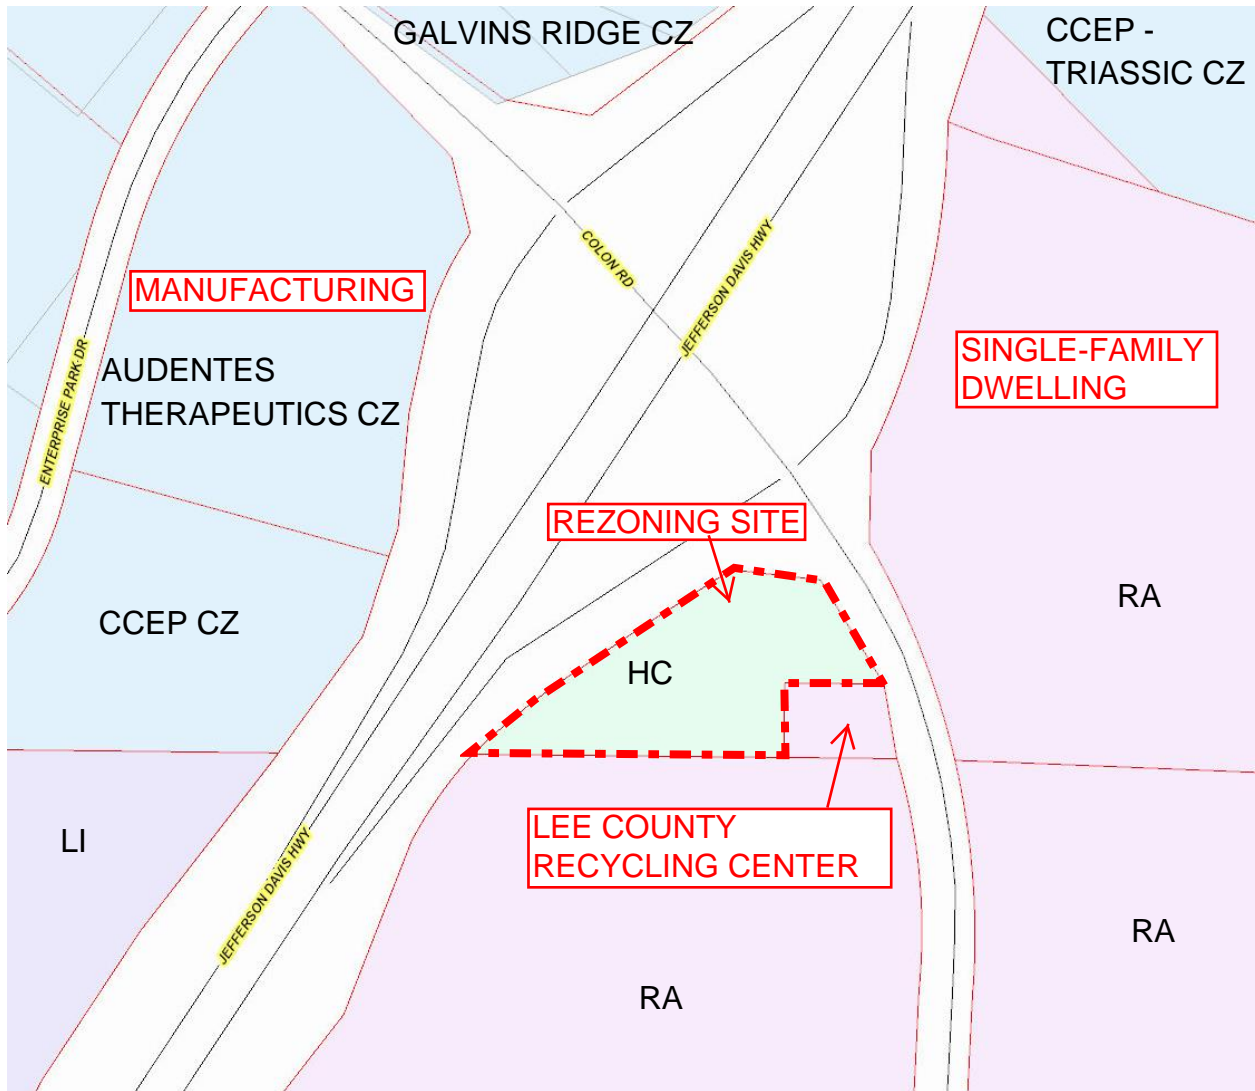 GALVINS RIDGE CZ
CCEP -
TRIASSIC CZ
COLON RD
JEFFERSON DAVIS HWY
MANUFACTURING
SINGLE-FAMILY
DWELLING
ENTERPRISE PARK DR
AUDENTES
THERAPEUTICS CZ
REZONING SITE
CCEP CZ
RA
HC
LI
LEE COUNTY
RECYCLING CENTER
JEFFERSON DAVIS HWY
RA
RA